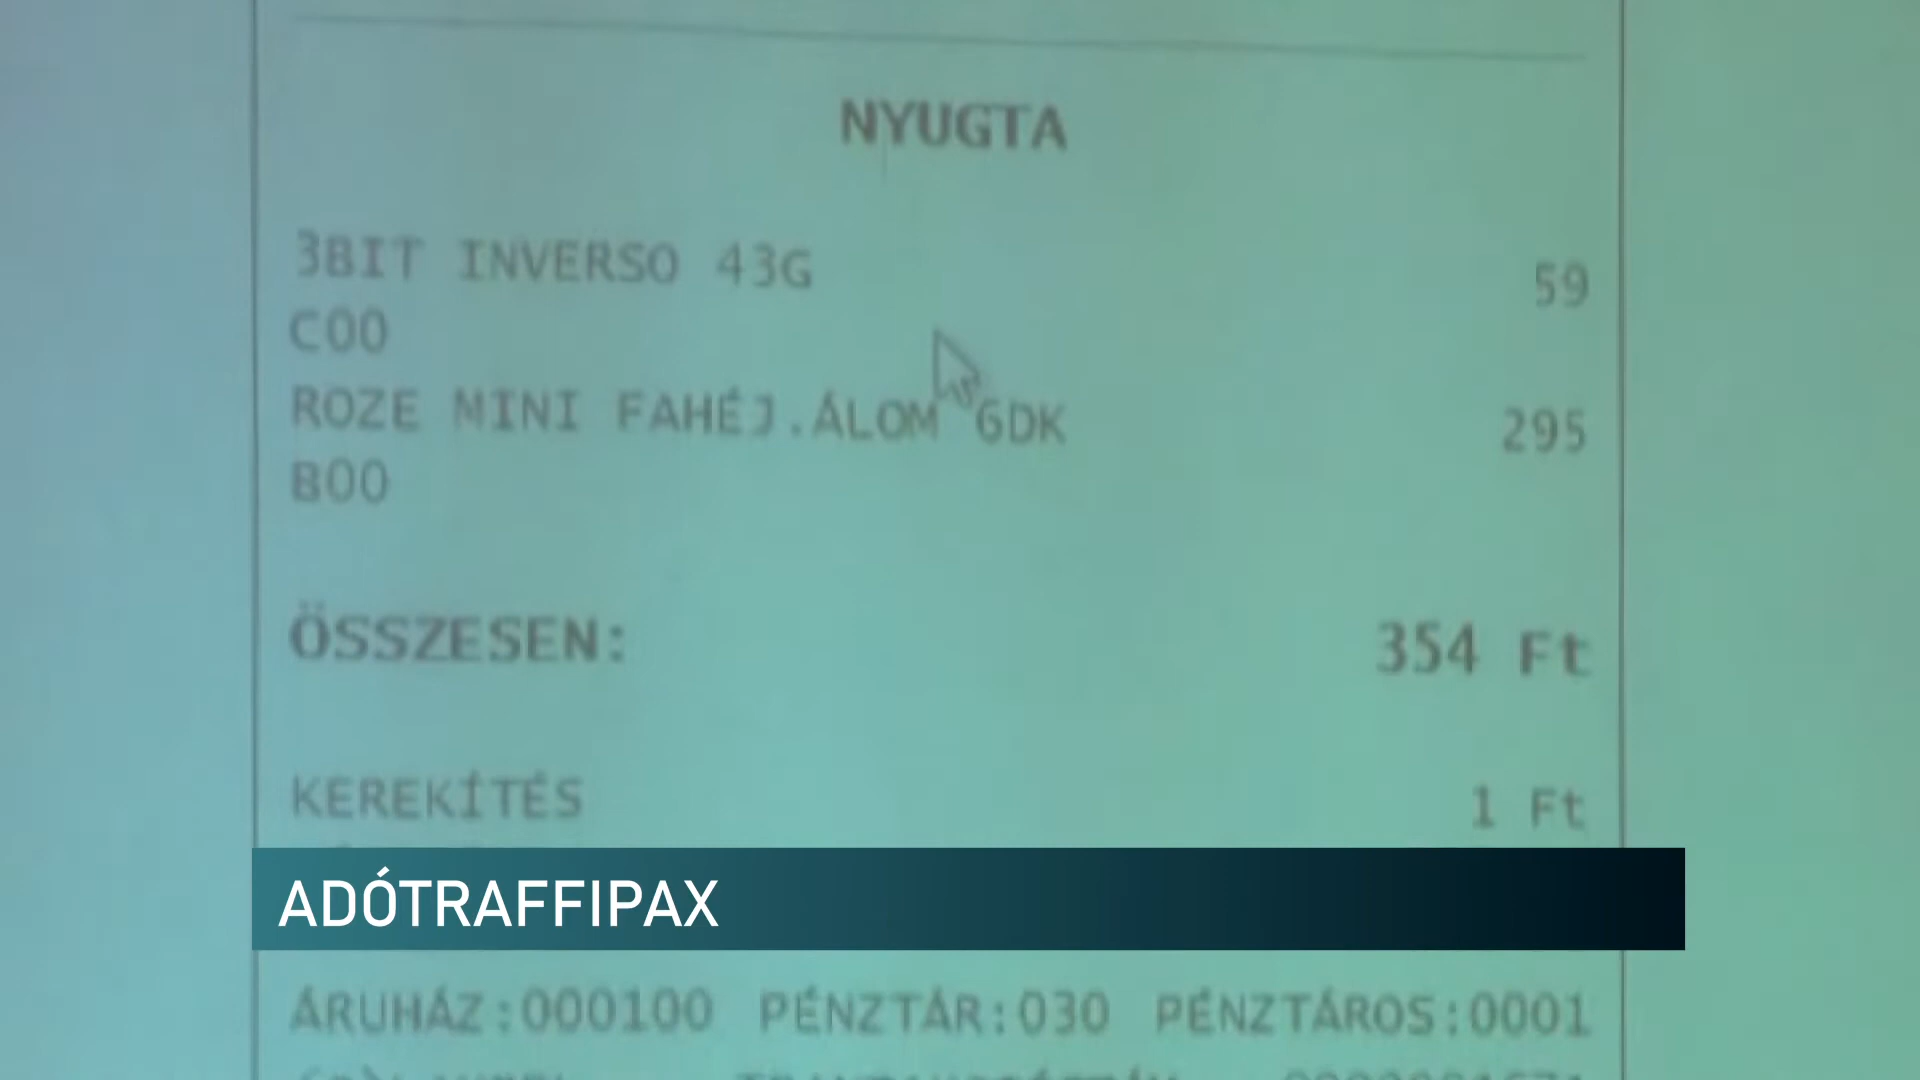 NYUGTA
3BIT INVERSO 43G 59
C00
ROZE MINI FAHÉJ.ÁLOM 6DK 295
B00
ÖSSZESEN: 354 Ft
KEREKÍTÉS 1 Ft
ADÓTRAFFIPAX
ÁRUHÁZ:000100 PÉNZTÁR:030 PÉNZTÁROS:0001